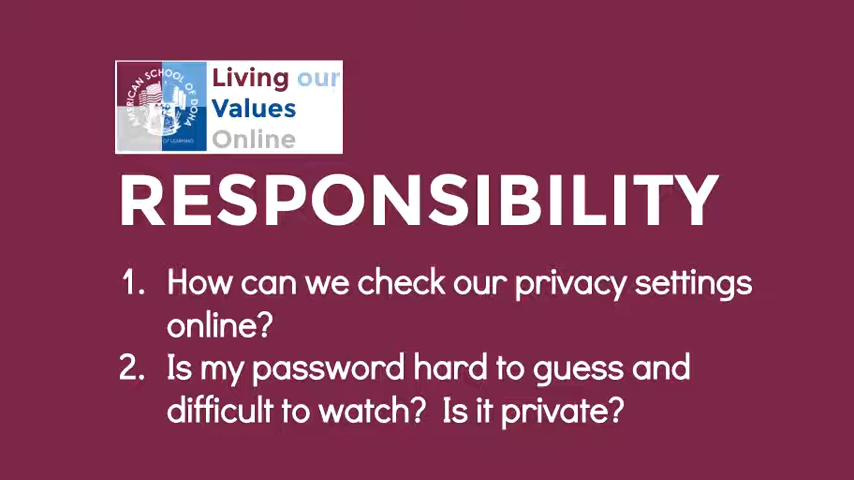 AMERICAN SCHOOL OF DOHA
Living our
Values
Online
RESPONSIBILITY
1. How can we check our privacy settings
online?
2. Is my password hard to guess and
difficult to watch? Is it private?